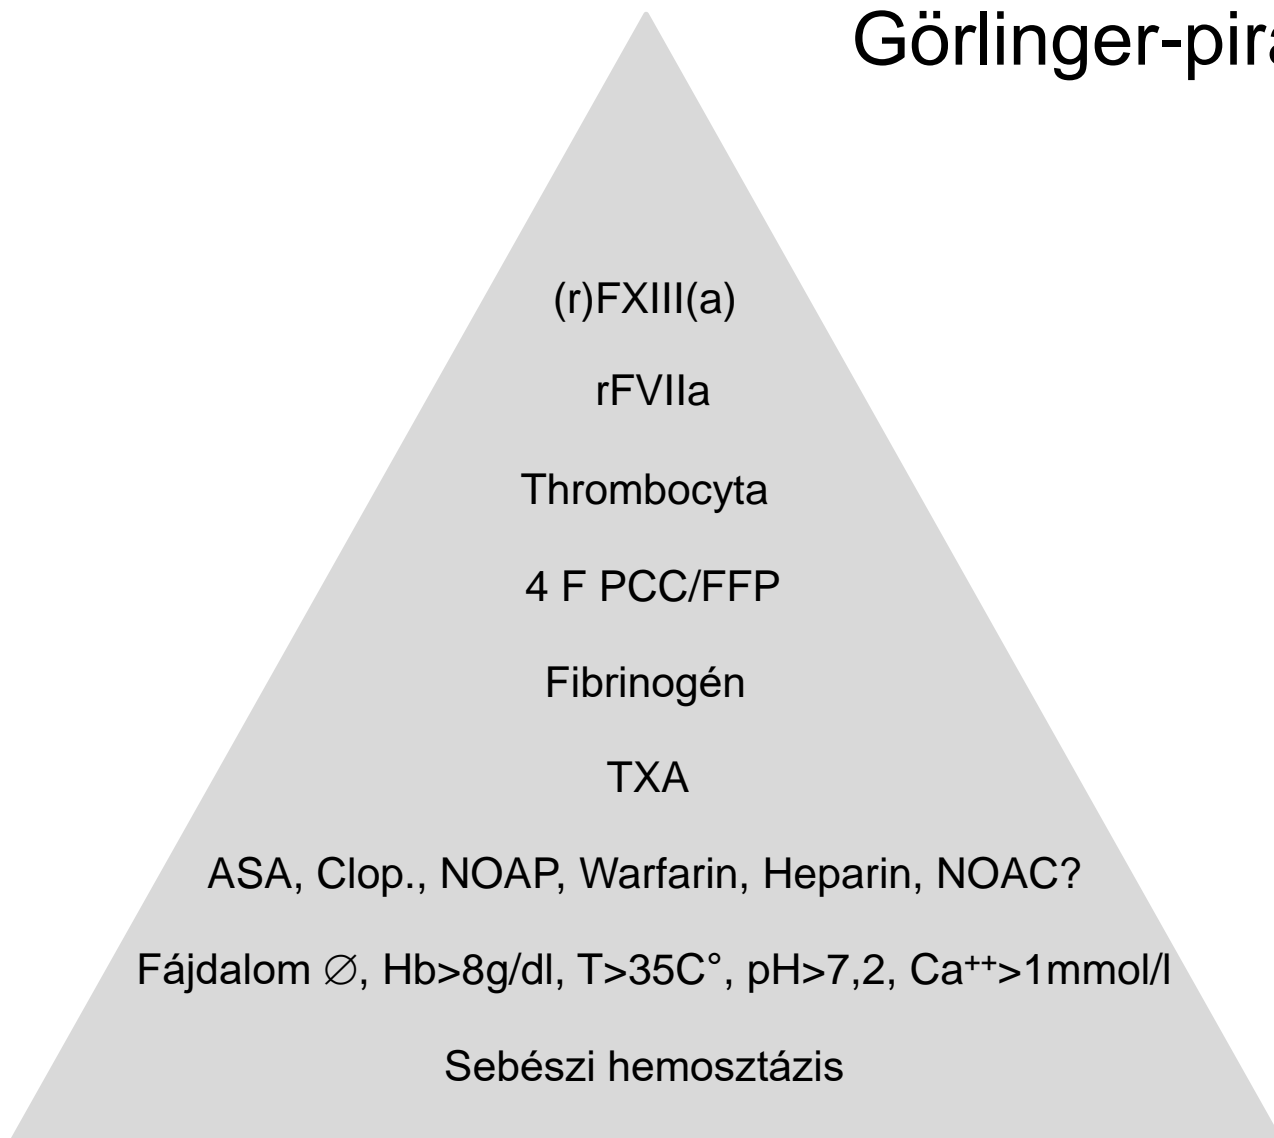 Görlinger-pira
(r)FXIII(a)
rFVIIa
Thrombocyta
4 F PCC/FFP
Fibrinogén
TXA
ASA, Clop., NOAP, Warfarin, Heparin, NOAC?
Fájdalom ∅, Hb>8g/dl, T>35C°, pH>7,2, Ca⁺⁺>1mmol/l
Sebészi hemosztázis